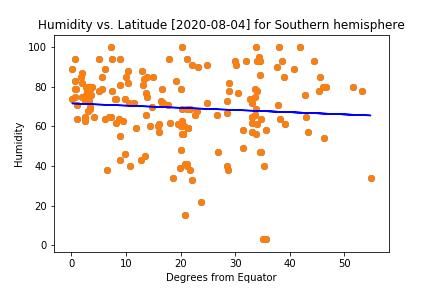 Humidity vs. Latitude [2020-08-04] for Southern hemisphere
100
80
60
40
20
0
Humidity
0 10 20 30 40 50
Degrees from Equator